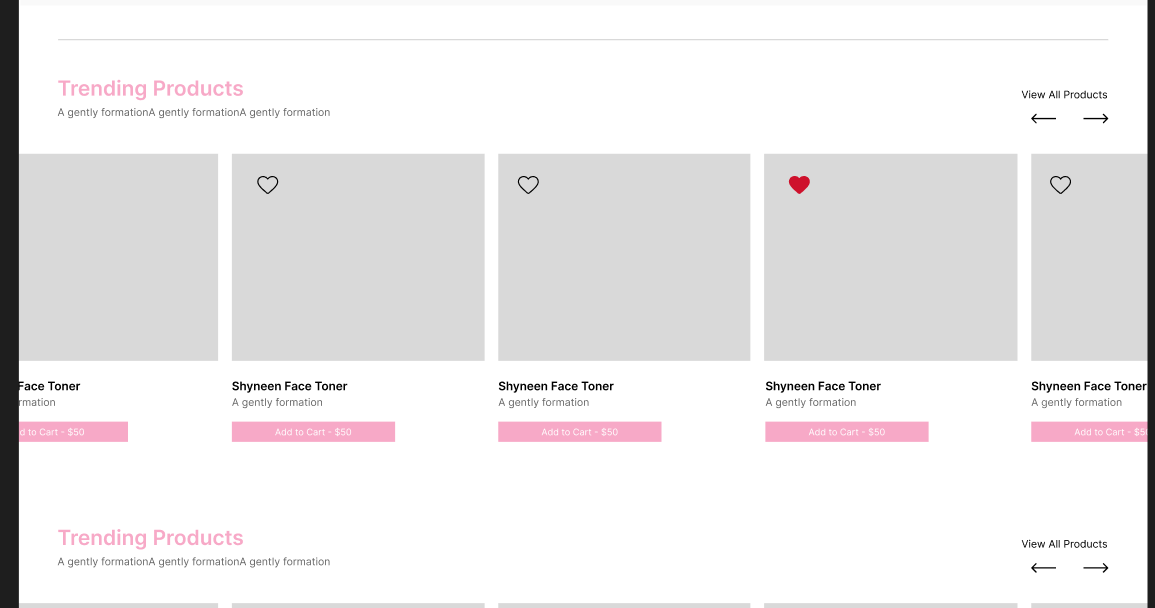 Trending Products
A gently formationA gently formationA gently formation
View All Products
Face Toner
rmation
d to Cart - $50
Shyneen Face Toner
A gently formation
Add to Cart - $50
Shyneen Face Toner
A gently formation
Add to Cart - $50
Shyneen Face Toner
A gently formation
Add to Cart - $50
Shyneen Face Toner
A gently formation
Add to Cart - $5
Trending Products
A gently formationA gently formationA gently formation
View All Products